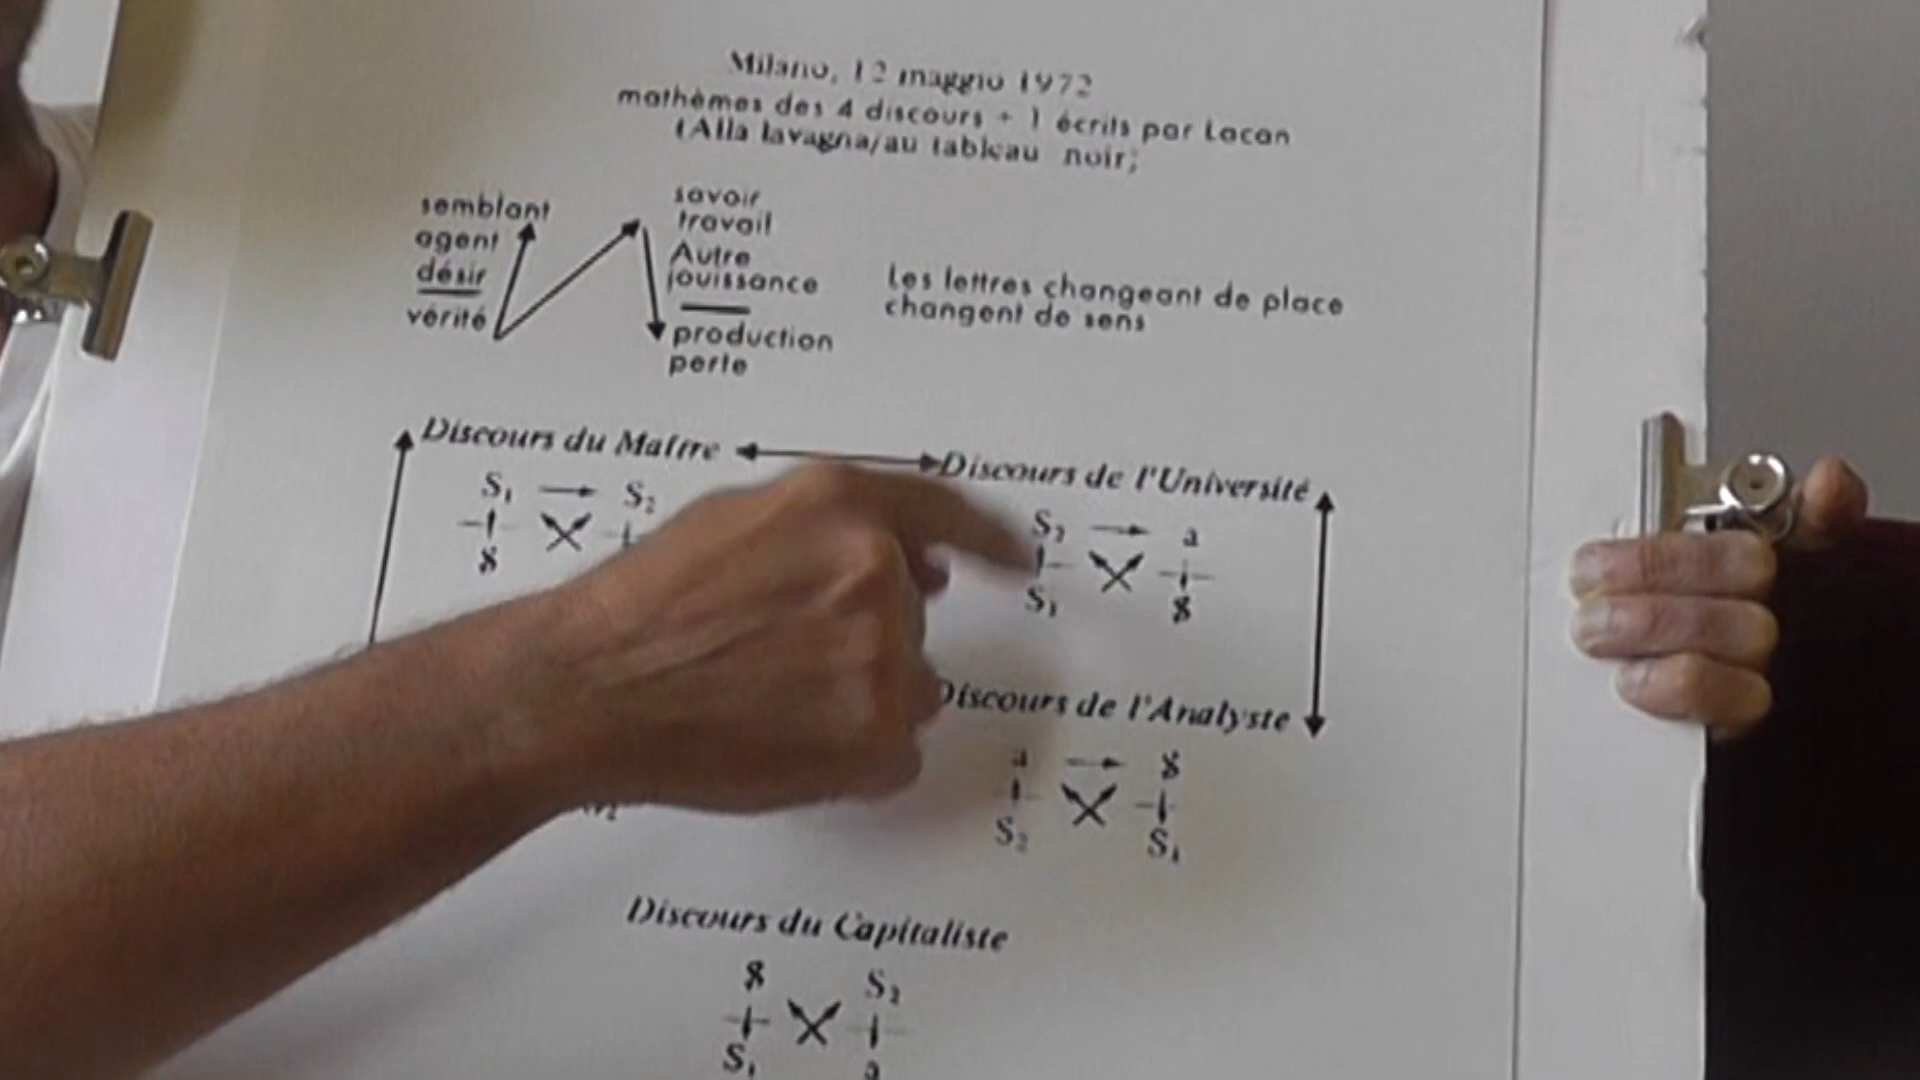 Milano, 12 maggio 1972
mathèmes des 4 discours + 1 écrits par Lacan
(Alla lavagna/au tableau noir;
semblant
agent
désir
vérité
savoir
travail
Autre
jouissance
production
perte
Les lettres changeant de place
changent de sens
Discours du Maître
S₁ → S₂
$
Discours de l'Université
S₂ → a
S₁ $
Discours de l'Analyste
a → $
S₂ S₁
Discours du Capitaliste
$ S₂
S₁ a